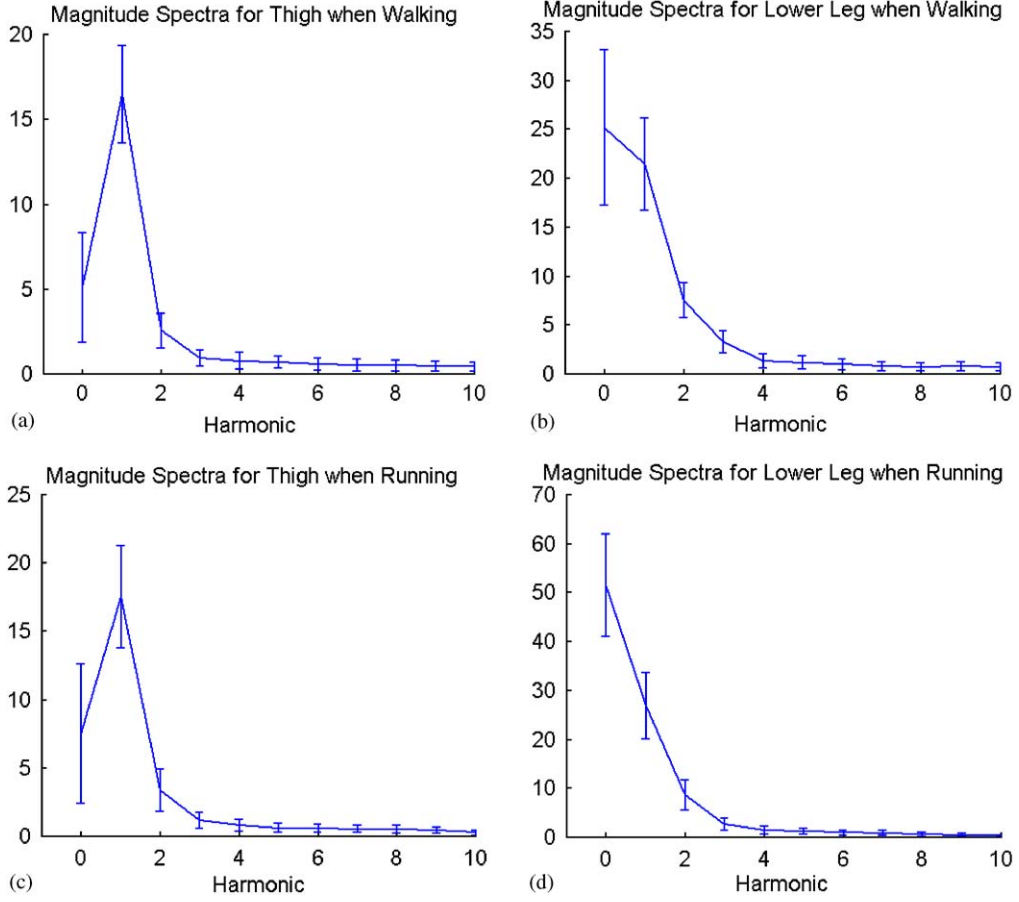 Magnitude Spectra for Thigh when Walking
20
15
10
5
0
0 2 4 6 8 10
(a)
Harmonic
Magnitude Spectra for Lower Leg when Walking
35
30
25
20
15
10
5
0
0 2 4 6 8 10
(b)
Harmonic
Magnitude Spectra for Thigh when Running
25
20
15
10
5
0
0 2 4 6 8 10
(c)
Harmonic
Magnitude Spectra for Lower Leg when Running
70
60
50
40
30
20
10
0
0 2 4 6 8 10
(d)
Harmonic